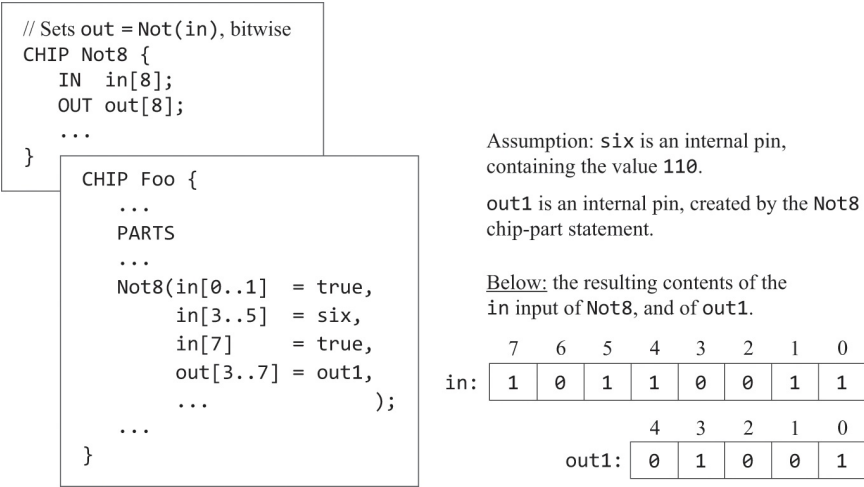 // Sets out = Not(in), bitwise
CHIP Not8 {
IN in[8];
OUT out[8];
...
}
CHIP Foo {
...
PARTS
...
Not8(in[0..1] = true,
in[3..5] = six,
in[7] = true,
out[3..7] = out1,
... );
...
}
Assumption: six is an internal pin,
containing the value 110.
out1 is an internal pin, created by the Not8
chip-part statement.
Below: the resulting contents of the
in input of Not8, and of out1.
7 6 5 4 3 2 1 0
in: 1 0 1 1 0 0 1 1
4 3 2 1 0
out1: 0 1 0 0 1